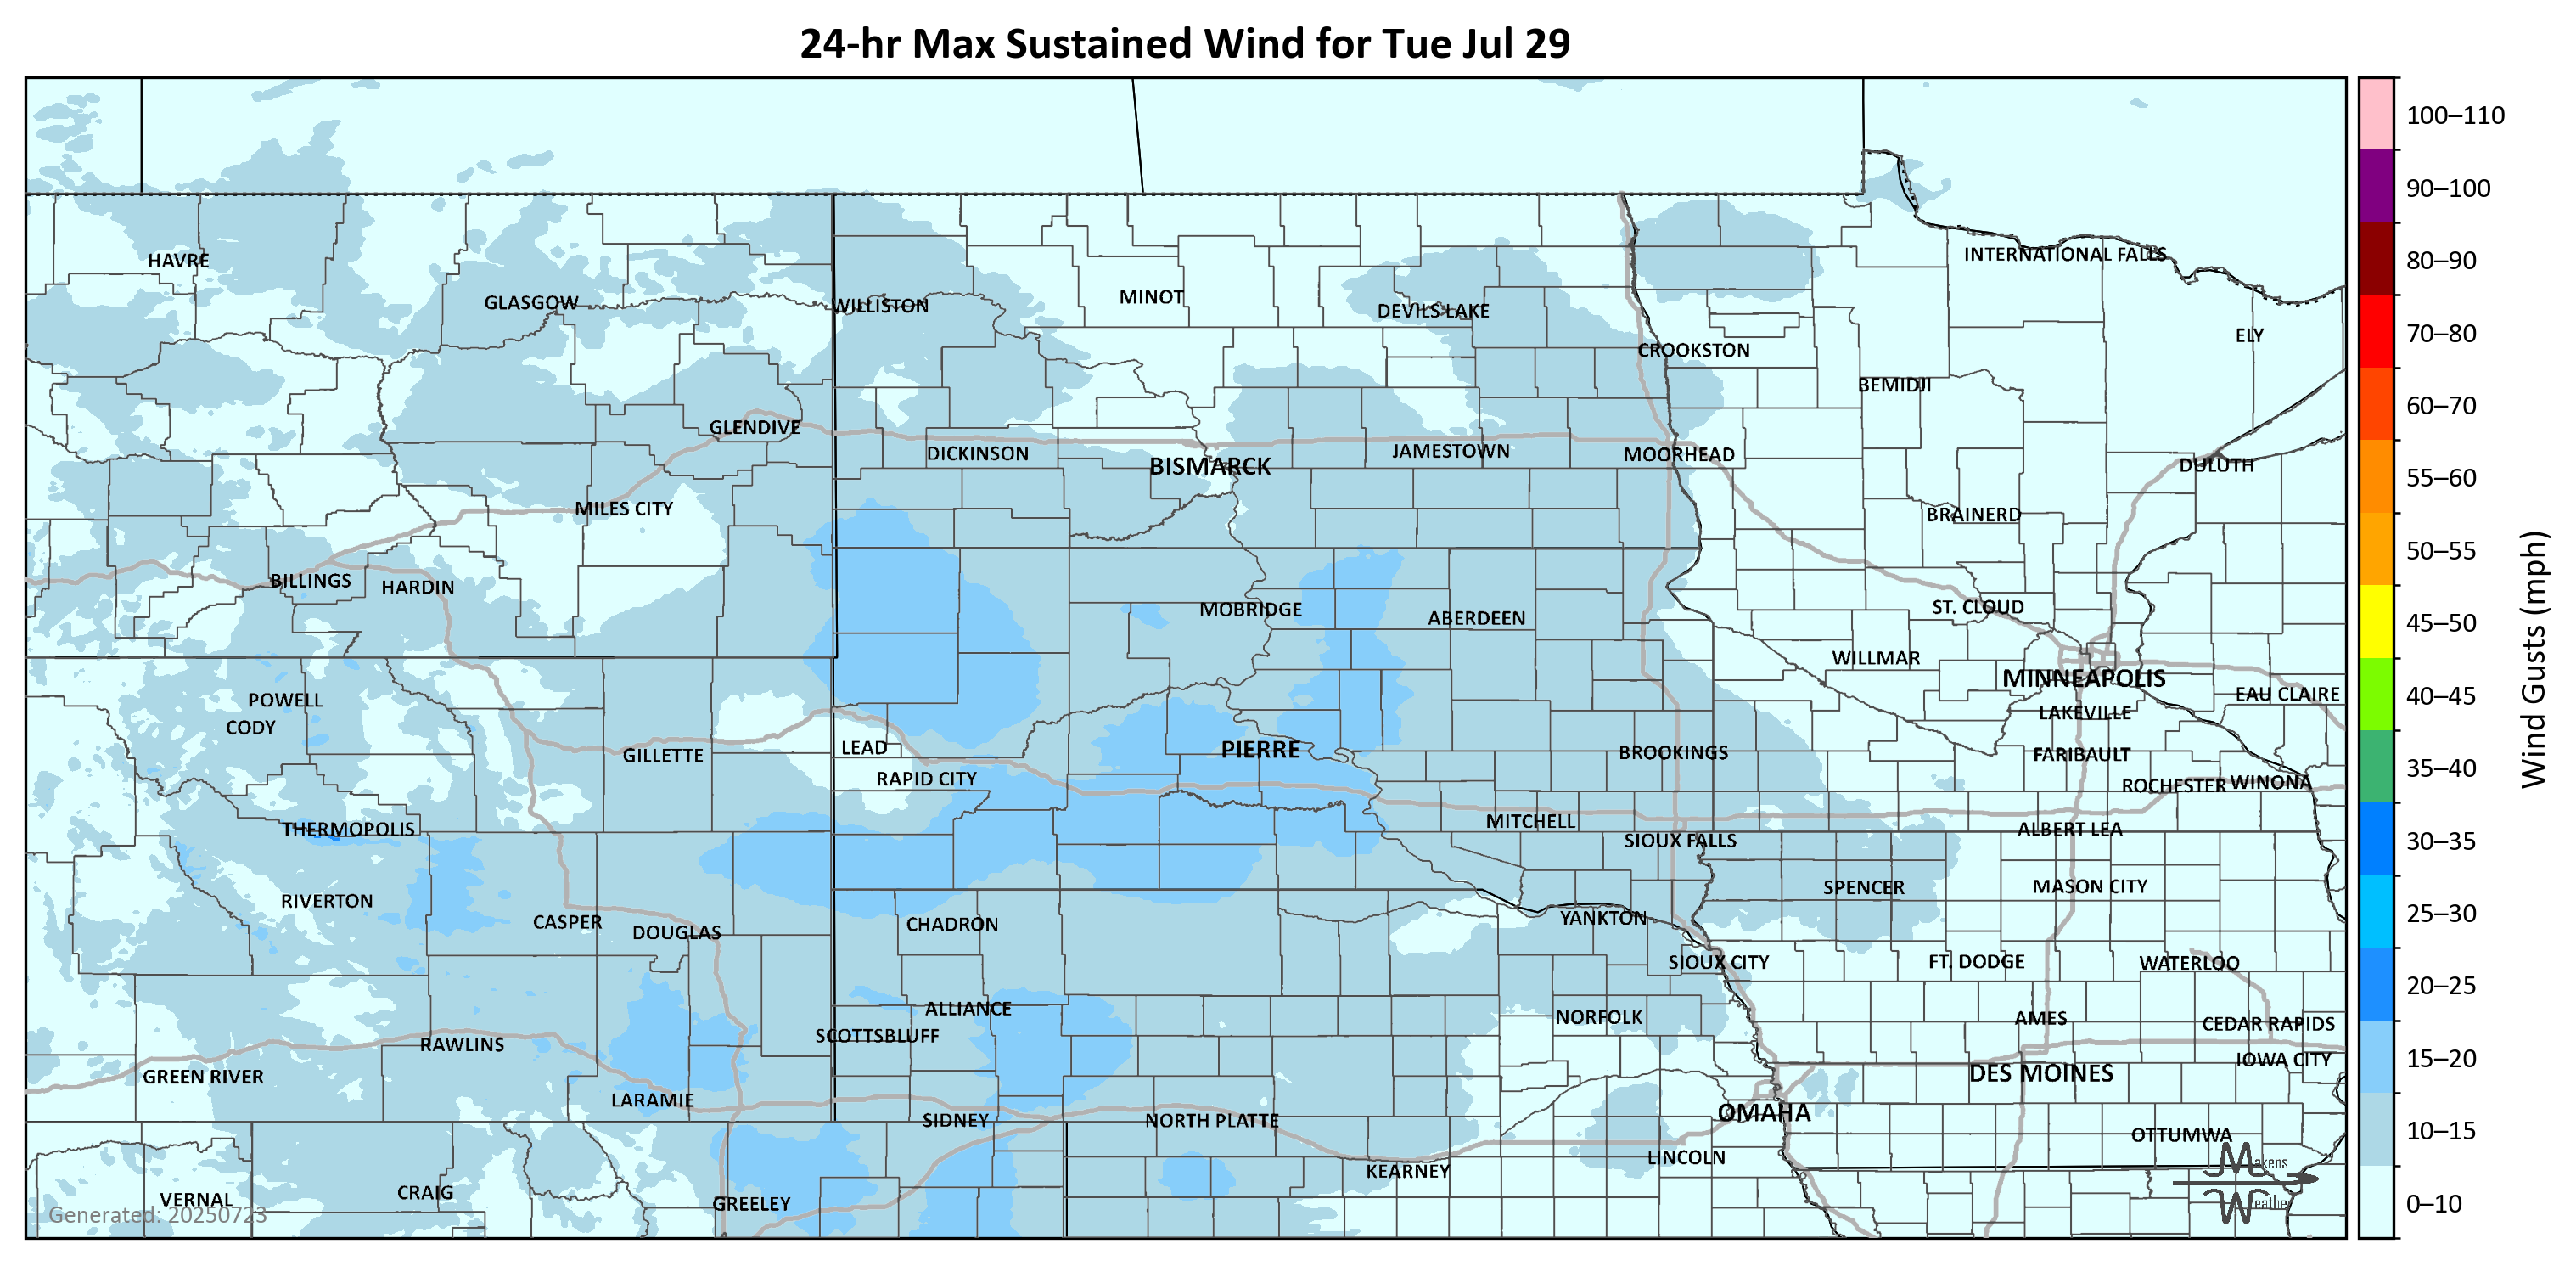 24-hr Max Sustained Wind for Tue Jul 29
100–110
90–100
INTERNATIONAL FALLS
HAVRE
80–90
MINOT
GLASGOW
WILLISTON
DEVILS LAKE
70–80
ELY
CROOKSTON
BEMIDJI
60–70
GLENDIVE
DICKINSON
JAMESTOWN
MOORHEAD
BISMARCK
DULUTH
55–60
MILES CITY
BRAINERD
50–55
BILLINGS
HARDIN
MOBRIDGE
ABERDEEN
ST. CLOUD
45–50
WILLMAR
MINNEAPOLIS
EAU CLAIRE
40–45
POWELL
CODY
LAKEVILLE
Wind Gusts (mph)
LEAD
PIERRE
GILLETTE
BROOKINGS
FARIBAULT
35–40
RAPID CITY
ROCHESTER
WINONA
THERMOPOLIS
MITCHELL
ALBERT LEA
SIOUX FALLS
30–35
SPENCER
MASON CITY
RIVERTON
25–30
CASPER
DOUGLAS
CHADRON
YANKTON
SIOUX CITY
FT. DODGE
WATERLOO
20–25
ALLIANCE
NORFOLK
AMES
CEDAR RAPIDS
SCOTTSBLUFF
RAWLINS
IOWA CITY
15–20
GREEN RIVER
DES MOINES
LARAMIE
SIDNEY
NORTH PLATTE
OMAHA
OTTUMWA
10–15
LINCOLN
KEARNEY
Makens
Weather
VERNAL
CRAIG
GREELEY
0–10
Generated: 20250723